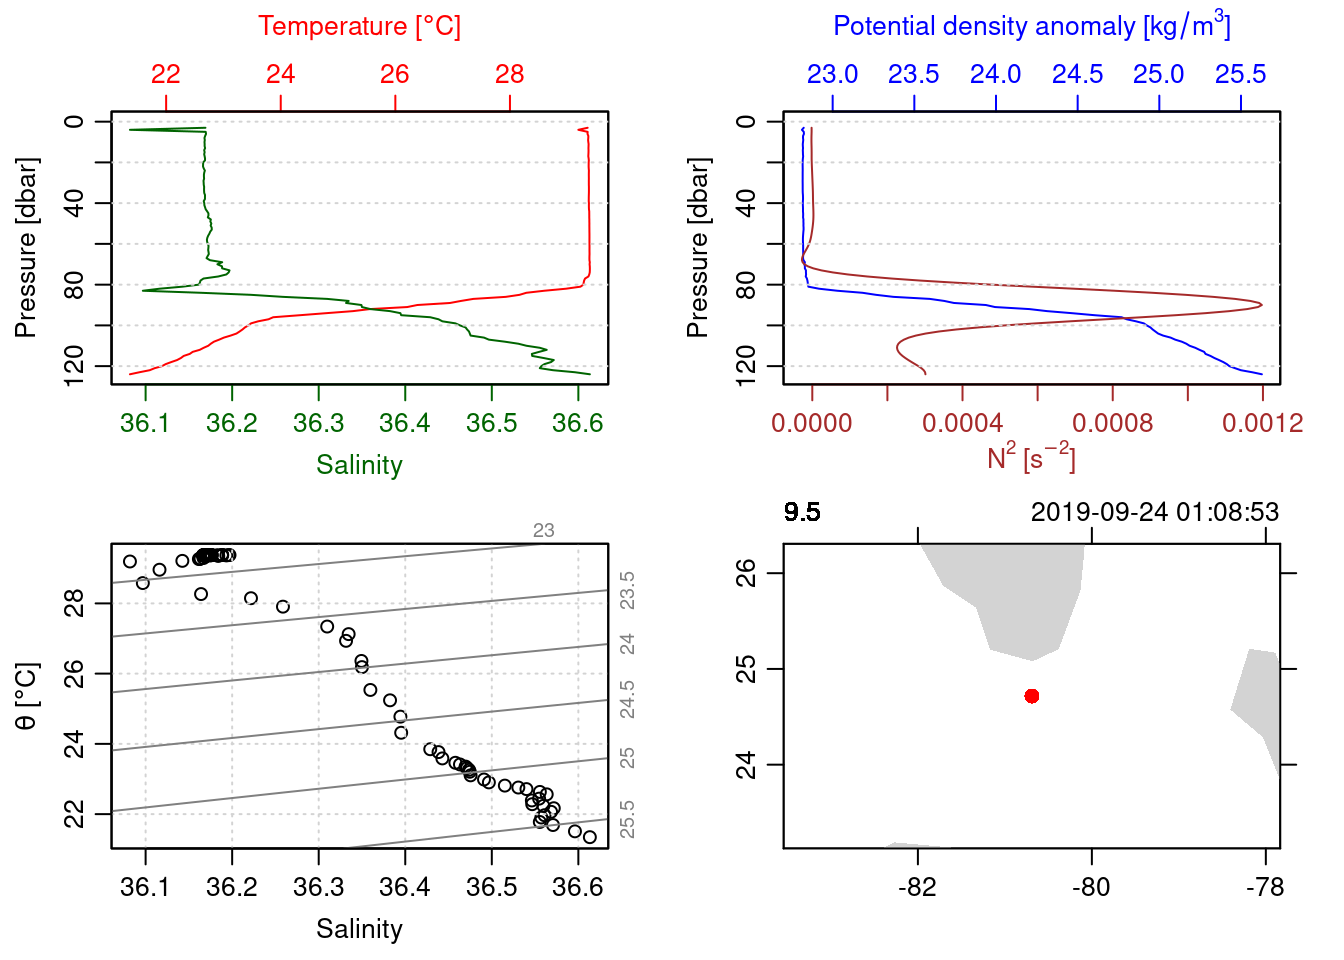 Temperature [°C]
22 24 26 28
0
40
80
120
Pressure [dbar]
36.1 36.2 36.3 36.4 36.5 36.6
Salinity
Potential density anomaly [kg/m³]
23.0 23.5 24.0 24.5 25.0 25.5
0
40
80
120
Pressure [dbar]
0.0000 0.0004 0.0008 0.0012
N² [s⁻²]
23
23.5
24
24.5
25
25.5
28
26
24
22
θ [°C]
36.1 36.2 36.3 36.4 36.5 36.6
Salinity
9.5 2019-09-24 01:08:53
26
25
24
-82 -80 -78